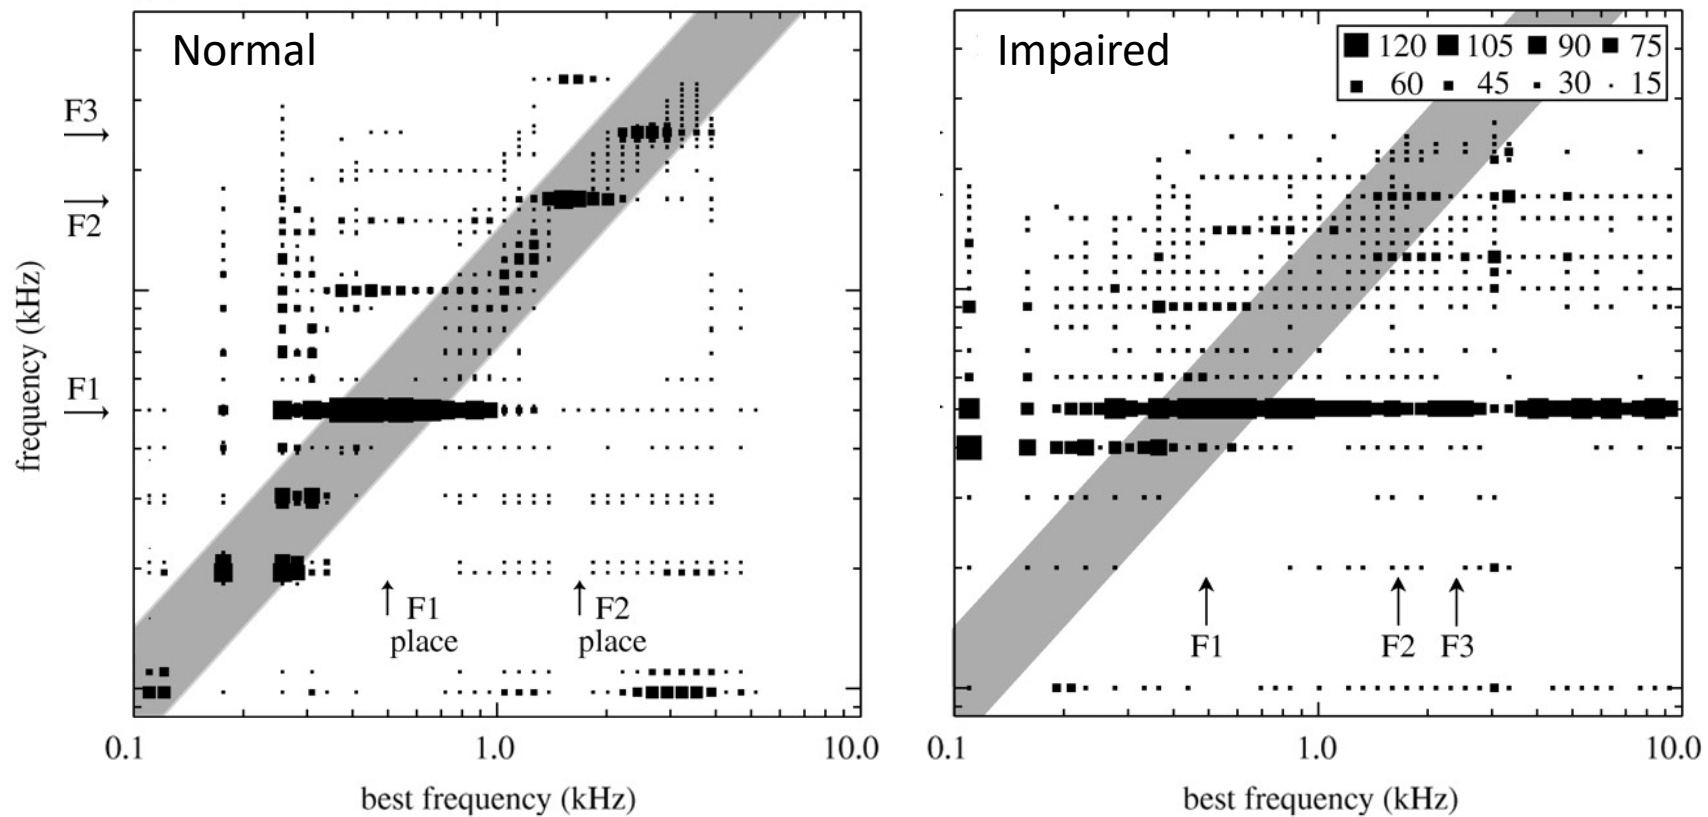 Normal
F3
F2
F1
frequency (kHz)
F1
place
F2
place
0.1
1.0
10.0
best frequency (kHz)
Impaired
120 105 90 75
60 45 30 15
F1
F2
F3
0.1
1.0
10.0
best frequency (kHz)